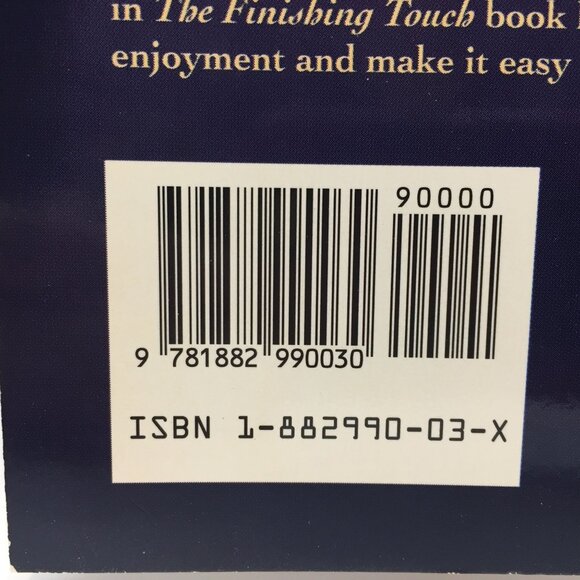 in The Finishing Touch book
enjoyment and make it easy
90000
9 781882 990030
ISBN 1-882990-03-X